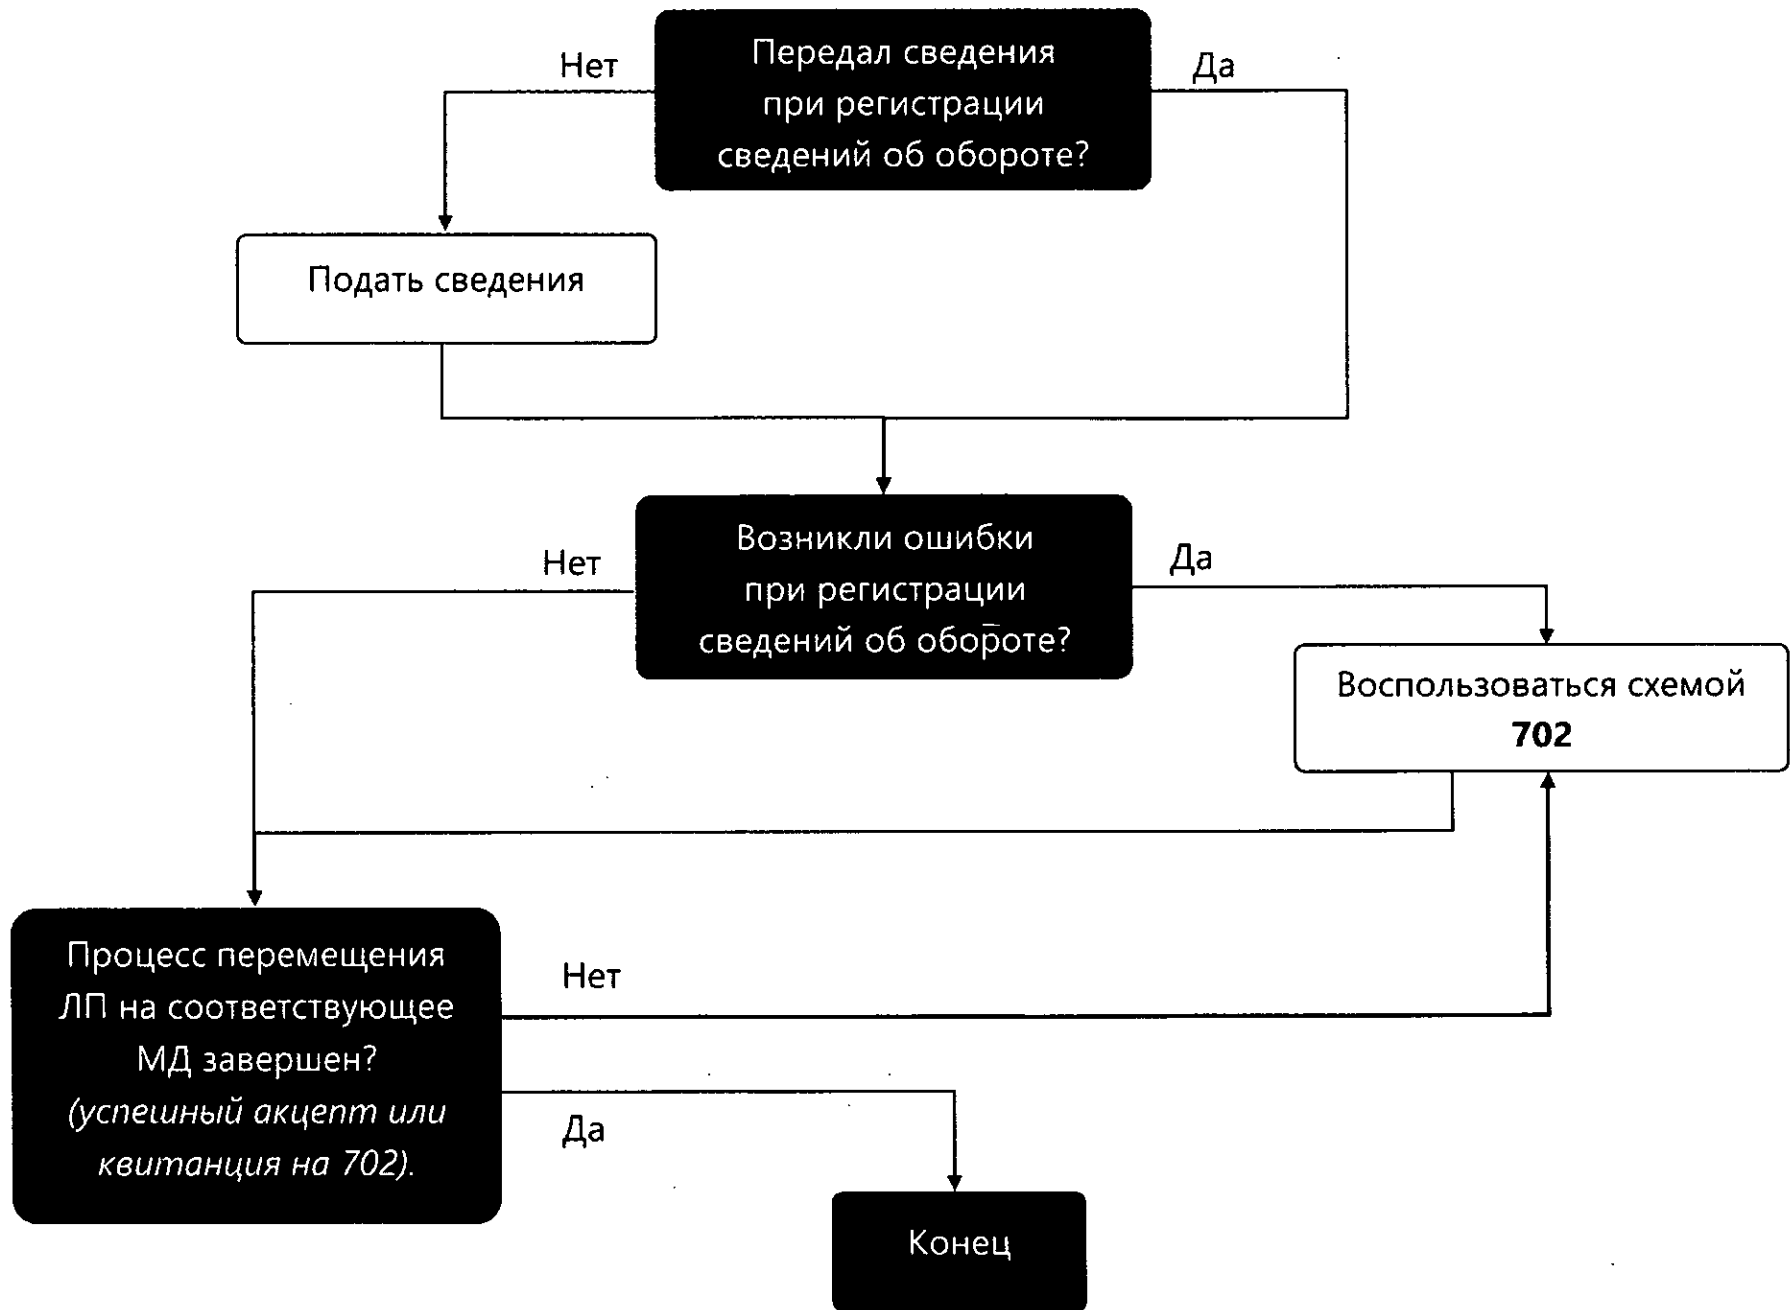 Передал сведения
при регистрации
сведений об обороте?
Нет
Да
Подать сведения
Возникли ошибки
при регистрации
сведений об обороте?
Нет
Да
Воспользоваться схемой
702
Процесс перемещения
ЛП на соответствующее
МД завершен?
(успешный акцепт или
квитанция на 702).
Нет
Да
Конец